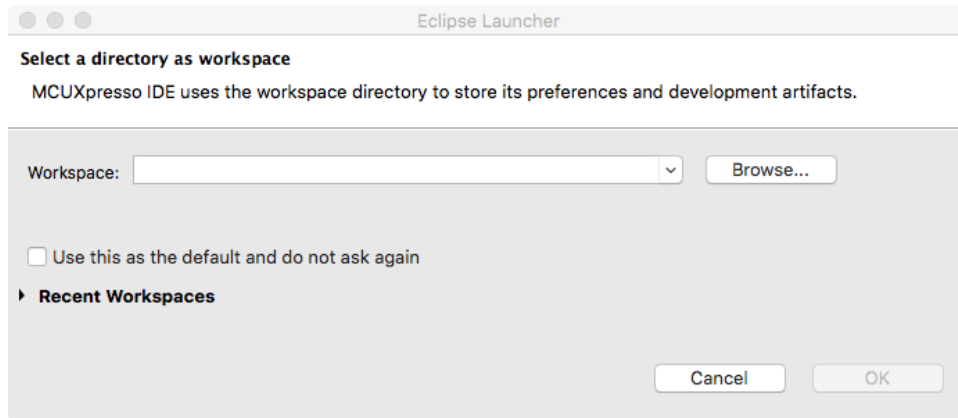 Eclipse Launcher
Select a directory as workspace
MCUXpresso IDE uses the workspace directory to store its preferences and development artifacts.
Workspace: Browse...
Use this as the default and do not ask again
Recent Workspaces
Cancel OK